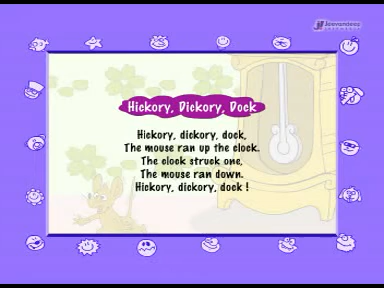 Jeevandeep
Hickory, Dickory, Dock
Hickory, dickory, dock,
The mouse ran up the clock.
The clock struck one,
The mouse ran down.
Hickory, dickory, dock !